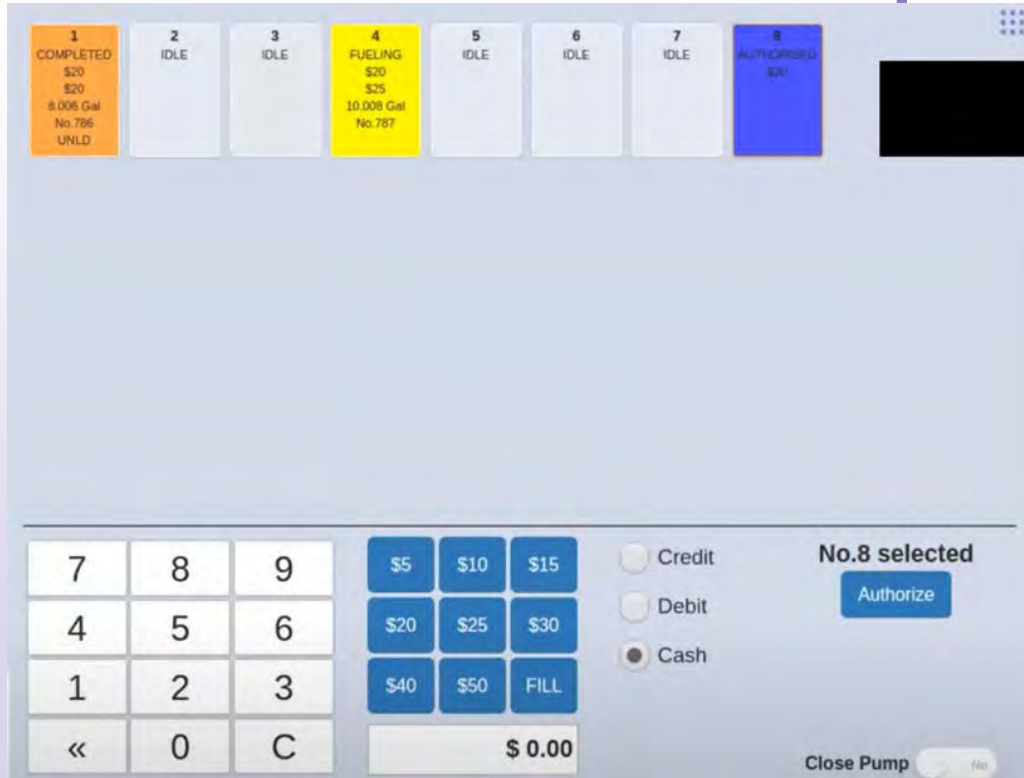 1
COMPLETED
$20
$20
8.006 Gal
No.786
UNLD
2
IDLE
3
IDLE
4
FUELING
$20
$25
10.008 Gal
No.787
5
IDLE
6
IDLE
7
IDLE
8
AUTHORISED
$20
7 8 9
4 5 6
1 2 3
« 0 C
$5 $10 $15
$20 $25 $30
$40 $50 FILL
$ 0.00
Credit
Debit
Cash
No.8 selected
Authorize
Close Pump No